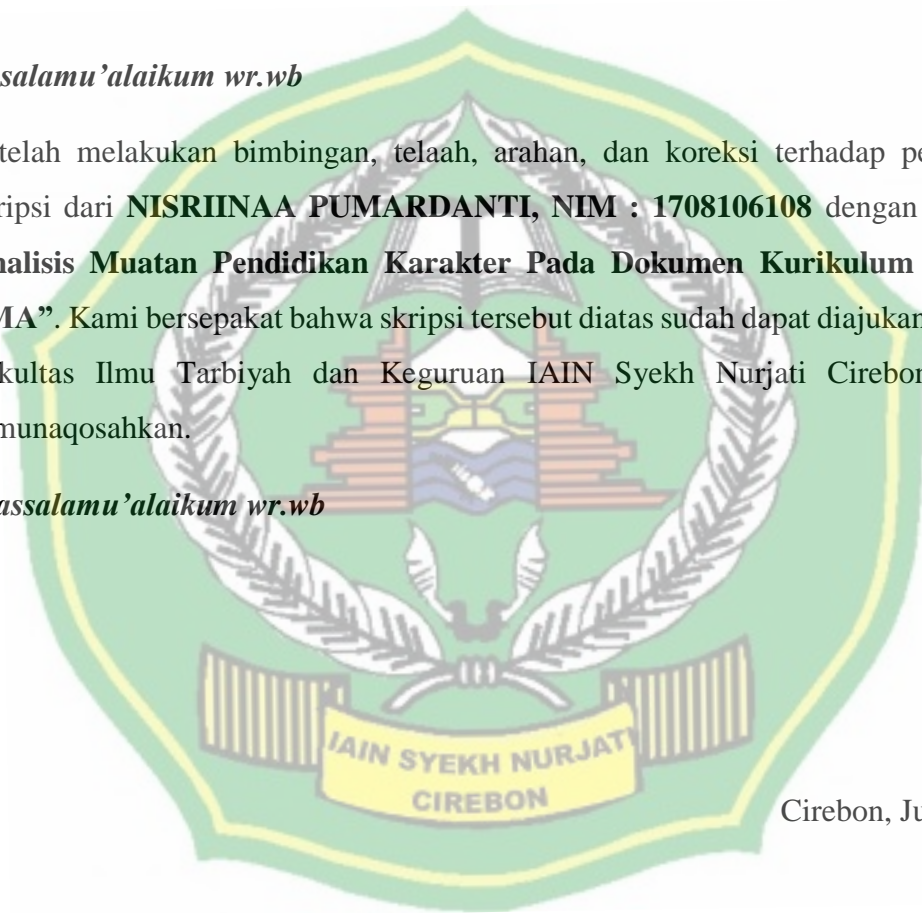 salamu’alaikum wr.wb
telah melakukan bimbingan, telaah, arahan, dan koreksi terhadap pe
ripsi dari NISRIINAA PUMARDANTI, NIM : 1708106108 dengan
nalisis Muatan Pendidikan Karakter Pada Dokumen Kurikulum
MA”. Kami bersepakat bahwa skripsi tersebut diatas sudah dapat diajukan
kultas Ilmu Tarbiyah dan Keguruan IAIN Syekh Nurjati Cirebon
munaqosahkan.
assalamu’alaikum wr.wb
IAIN SYEKH NURJATI
CIREBON
Cirebon, Ju